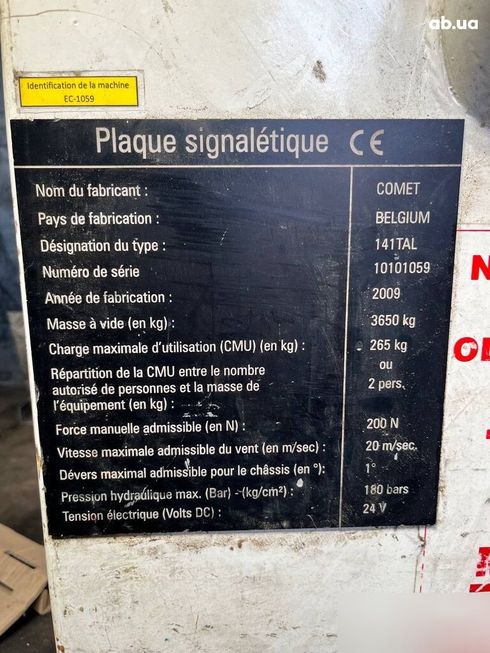 ab.ua
Identification de la machine
EC-1059
Plaque signalétique CE
Nom du fabricant : COMET
Pays de fabrication : BELGIUM
Désignation du type : 141TAL
Numéro de série 10101059
Année de fabrication : 2009
Masse à vide (en kg) : 3650 kg
Charge maximale d'utilisation (CMU) (en kg) : 265 kg
ou
Répartition de la CMU entre le nombre
autorisé de personnes et la masse de 2 pers.
l'équipement (en kg) :
Force manuelle admissible (en N) : 200 N
Vitesse maximale admissible du vent (en m/sec) : 20 m/sec.
Dévers maximal admissible pour le châssis (en °): 1°
Pression hydraulique max. (Bar) -(kg/cm²) : 180 bars
Tension électrique (Volts DC) : 24 V